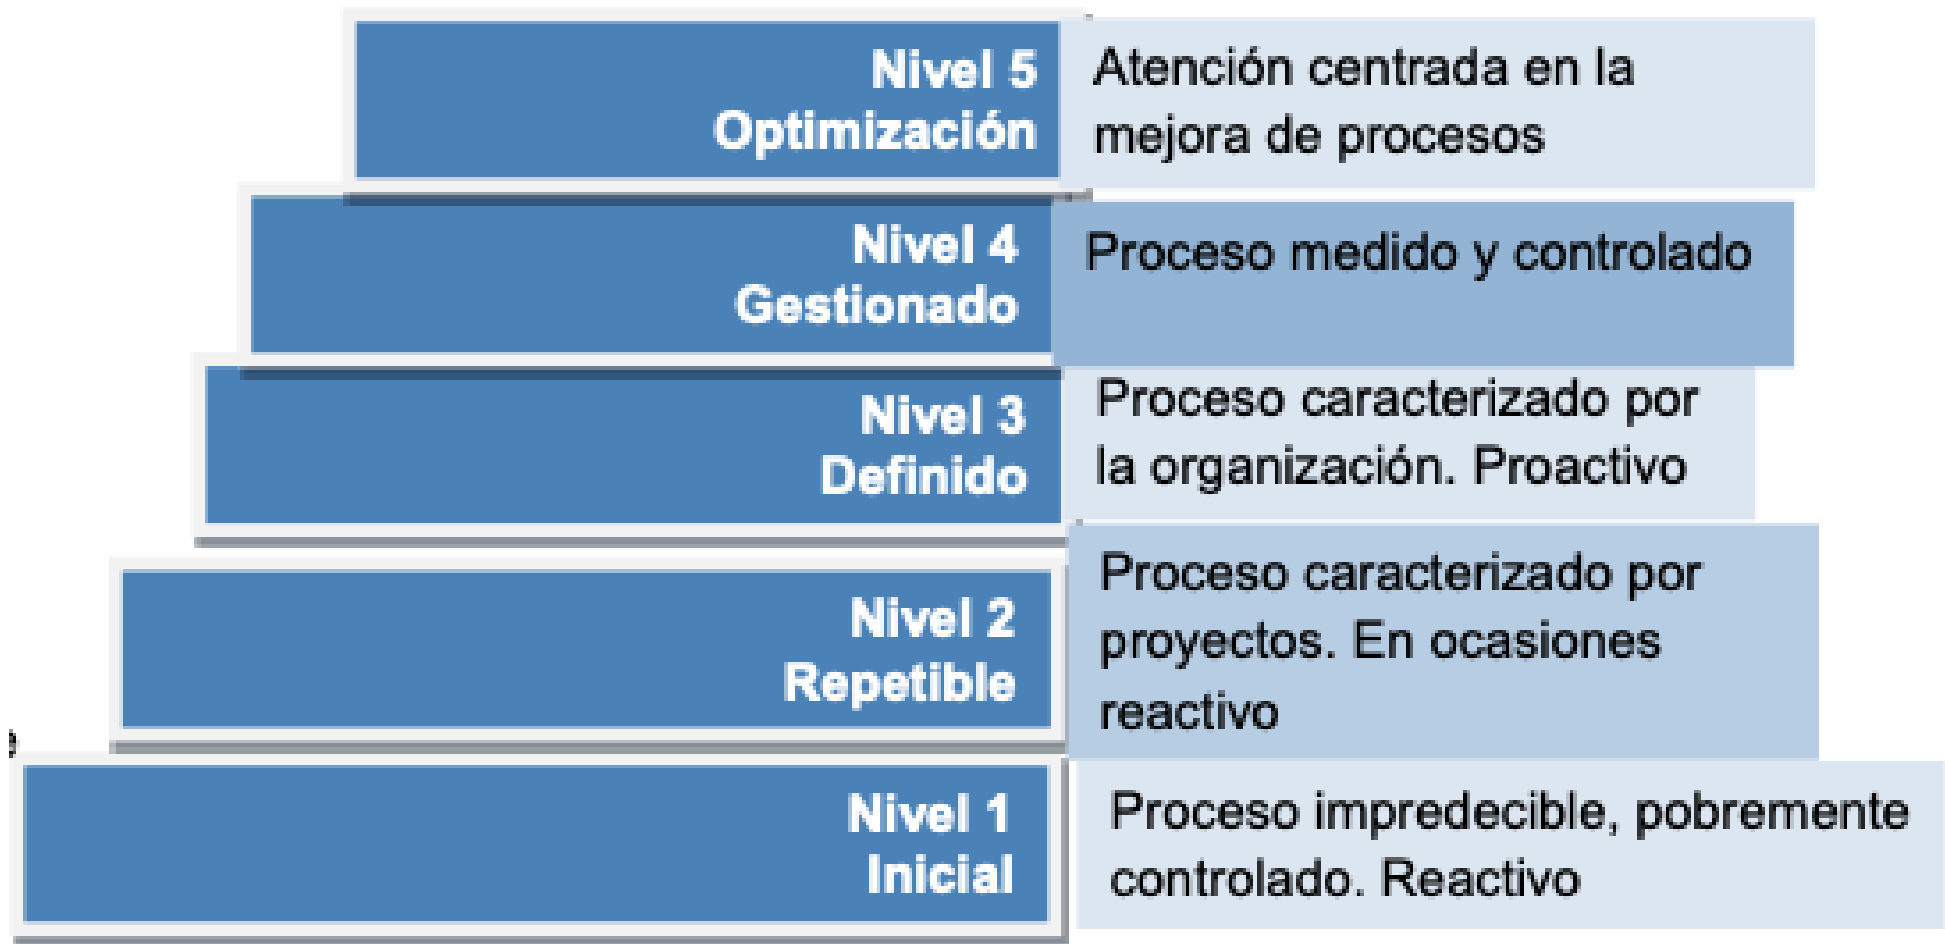 Nivel 5
Optimización
Atención centrada en la
mejora de procesos
Nivel 4
Gestionado
Proceso medido y controlado
Nivel 3
Definido
Proceso caracterizado por
la organización. Proactivo
Nivel 2
Repetible
Proceso caracterizado por
proyectos. En ocasiones
reactivo
Nivel 1
Inicial
Proceso impredecible, pobremente
controlado. Reactivo